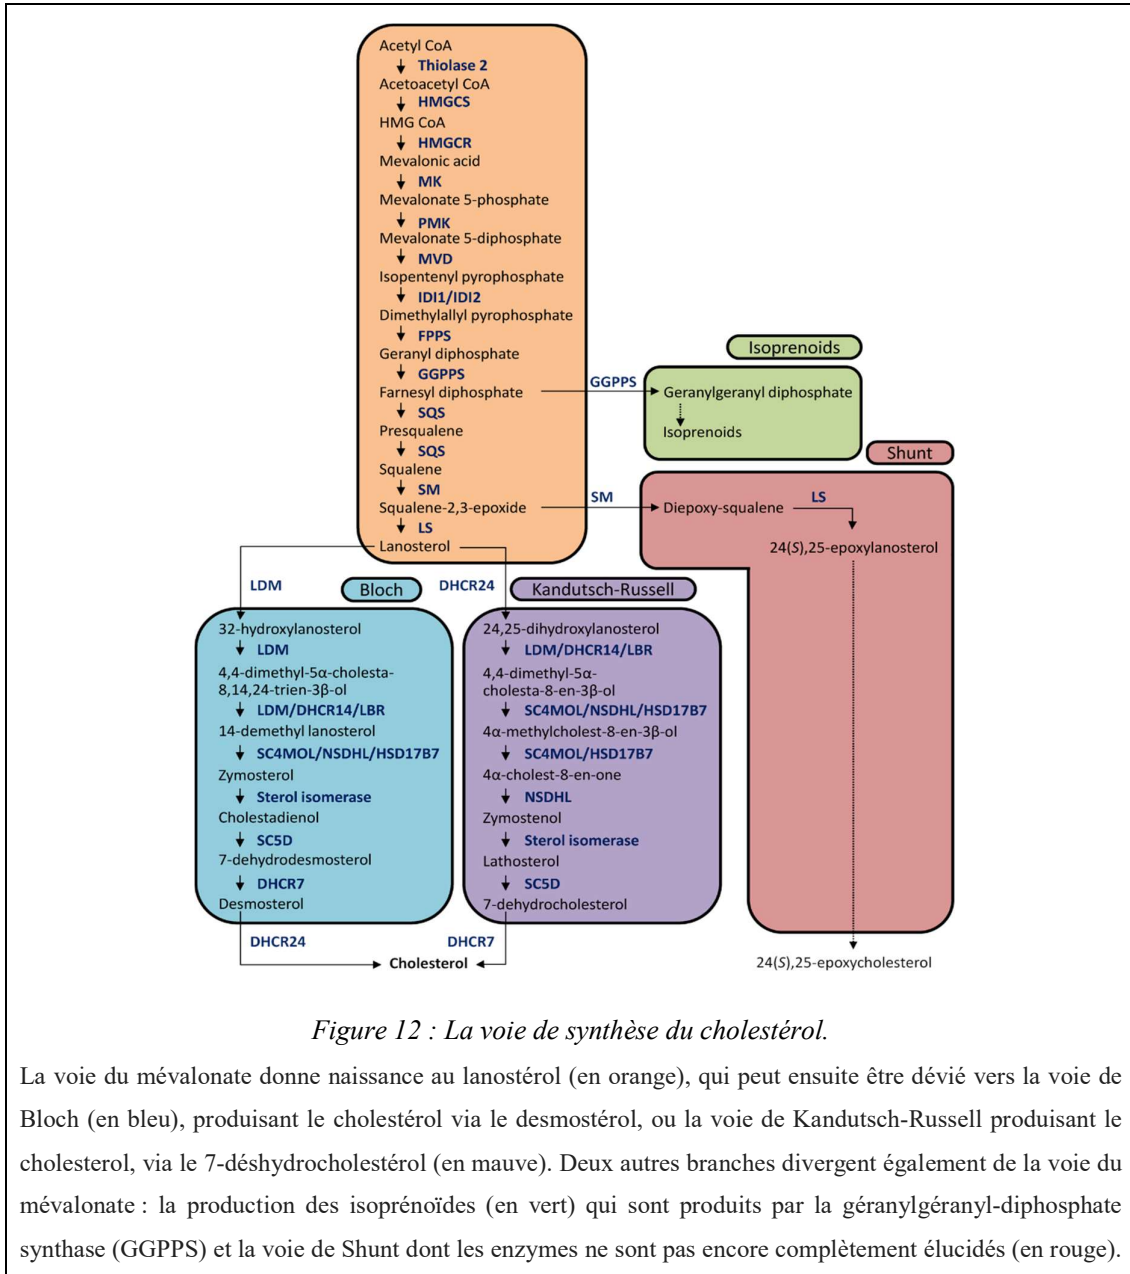 Acetyl CoA
Thiolase 2
Acetoacetyl CoA
HMGCS
HMG CoA
HMGCR
Mevalonic acid
MK
Mevalonate 5-phosphate
PMK
Mevalonate 5-diphosphate
MVD
Isopentenyl pyrophosphate
IDI1/IDI2
Dimethylallyl pyrophosphate
FPPS
Geranyl diphosphate
GGPPS
Farnesyl diphosphate
SQS
Presqualene
SQS
Squalene
SM
Squalene-2,3-epoxide
LS
Lanosterol
Isoprenoids
GGPPS
Geranylgeranyl diphosphate
Isoprenoids
Shunt
SM
Diepoxy-squalene
LS
24(S),25-epoxylanosterol
24(S),25-epoxycholesterol
LDM
Bloch
32-hydroxylanosterol
LDM
4,4-dimethyl-5α-cholesta-
8,14,24-trien-3β-ol
LDM/DHCR14/LBR
14-demethyl lanosterol
SC4MOL/NSDHL/HSD17B7
Zymosterol
Sterol isomerase
Cholestadienol
SC5D
7-dehydrodesmosterol
DHCR7
Desmosterol
DHCR24
DHCR24
Kandutsch-Russell
24,25-dihydroxylanosterol
LDM/DHCR14/LBR
4,4-dimethyl-5α-
cholesta-8-en-3β-ol
SC4MOL/NSDHL/HSD17B7
4α-methylcholest-8-en-3β-ol
SC4MOL/HSD17B7
4α-cholest-8-en-one
NSDHL
Zymostenol
Sterol isomerase
Lathosterol
SC5D
7-dehydrocholesterol
DHCR7
Cholesterol
Figure 12 : La voie de synthèse du cholestérol.
La voie du mévalonate donne naissance au lanostérol (en orange), qui peut ensuite être dévié vers la voie de
Bloch (en bleu), produisant le cholestérol via le desmostérol, ou la voie de Kandutsch-Russell produisant le
cholesterol, via le 7-déshydrocholestérol (en mauve). Deux autres branches divergent également de la voie du
mévalonate : la production des isoprénoïdes (en vert) qui sont produits par la géranylgéranyl-diphosphate
synthase (GGPPS) et la voie de Shunt dont les enzymes ne sont pas encore complètement élucidés (en rouge).